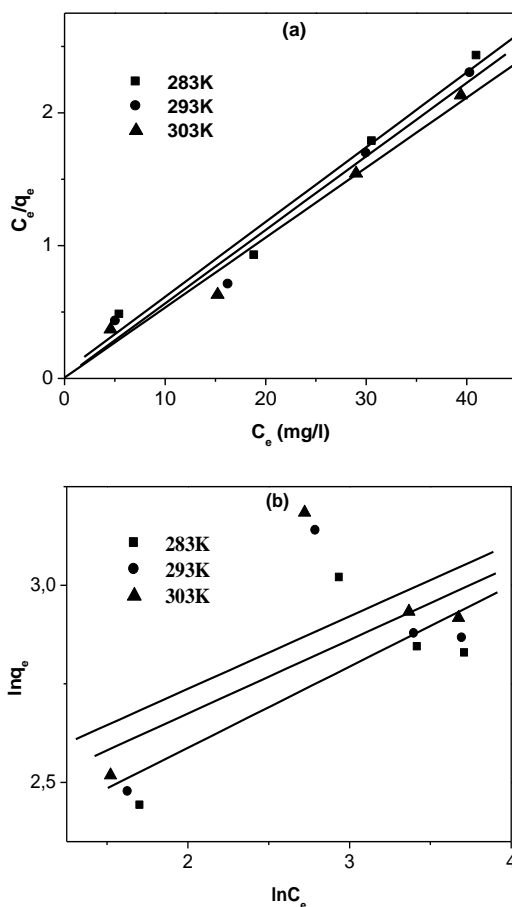 (a)
283K
293K
303K
2
1
0
C_e/q_e
0 10 20 30 40
C_e (mg/l)
(b)
283K
293K
303K
3,0
2,5
lnq_e
2 3 4
lnC_e